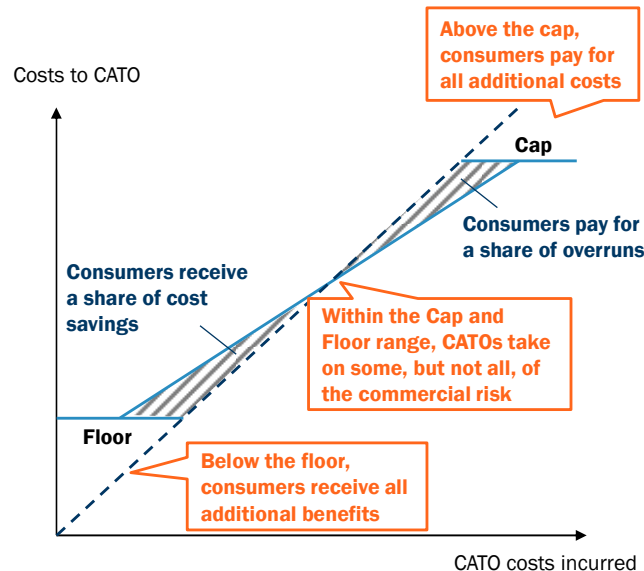 Above the cap,
consumers pay for
all additional costs
Costs to CATO
Cap
Consumers pay for
a share of overruns
Consumers receive
a share of cost
savings
Within the Cap and
Floor range, CATOs take
on some, but not all, of
the commercial risk
Floor
Below the floor,
consumers receive all
additional benefits
CATO costs incurred